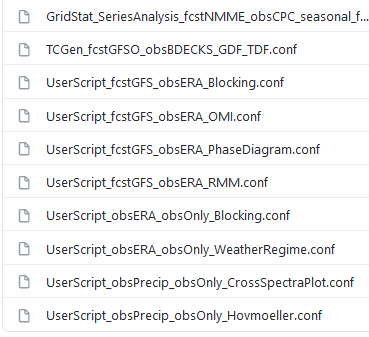 GridStat_SeriesAnalysis_fcstNMME_obsCPC_seasonal_f...
TCGen_fcstGFSO_obsBDECKS_GDF_TDF.conf
UserScript_fcstGFS_obsERA_Blocking.conf
UserScript_fcstGFS_obsERA_OMI.conf
UserScript_fcstGFS_obsERA_PhaseDiagram.conf
UserScript_fcstGFS_obsERA_RMM.conf
UserScript_obsERA_obsOnly_Blocking.conf
UserScript_obsERA_obsOnly_WeatherRegime.conf
UserScript_obsPrecip_obsOnly_CrossSpectraPlot.conf
UserScript_obsPrecip_obsOnly_Hovmoeller.conf